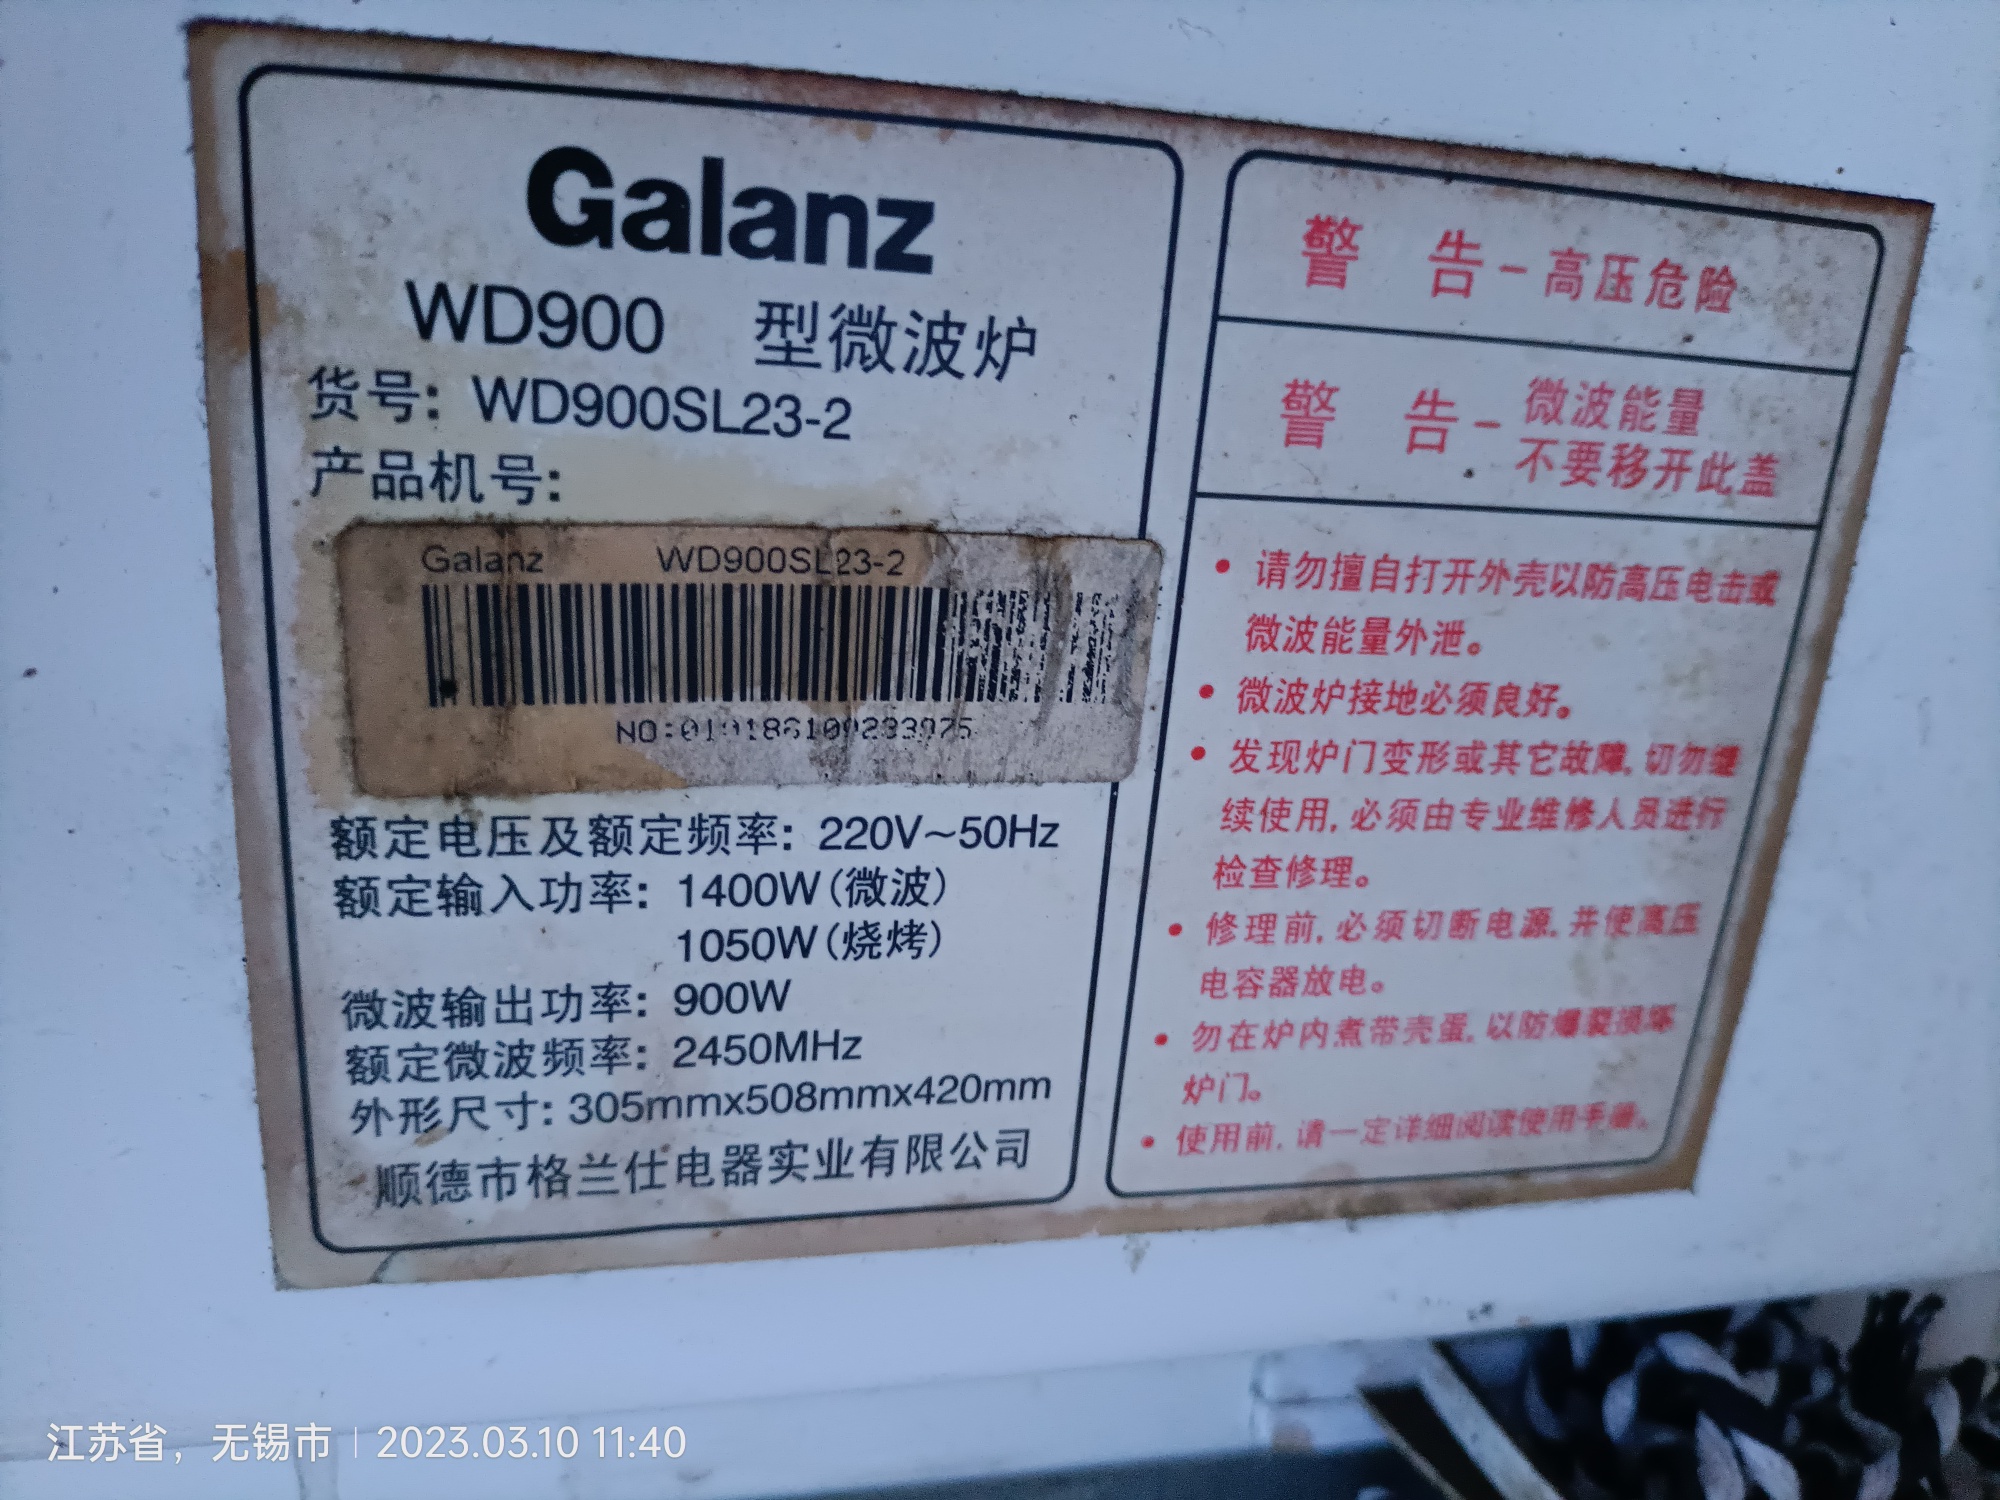 Galanz
WD900 型微波炉
货号: WD900SL23-2
产品机号:
Galanz WD900SL23-2
额定电压及额定频率: 220V~50Hz
额定输入功率: 1400W(微波)
1050W(烧烤)
微波输出功率: 900W
额定微波频率: 2450MHz
外形尺寸: 305mmx508mmx420mm
顺德市格兰仕电器实业有限公司
警 告-高压危险
警 告-微波能量
不要移开此盖
• 请勿擅自打开外壳以防高压电击或
微波能量外泄。
• 微波炉接地必须良好。
• 发现炉门变形或其它故障,切勿继
续使用,必须由专业维修人员进行
检查修理。
• 修理前,必须切断电源,并使高压
电容器放电。
• 勿在炉内煮带壳蛋,以防爆裂损坏
炉门。
• 使用前,请一定详细阅读使用手册。
江苏省，无锡市 | 2023.03.10 11:40